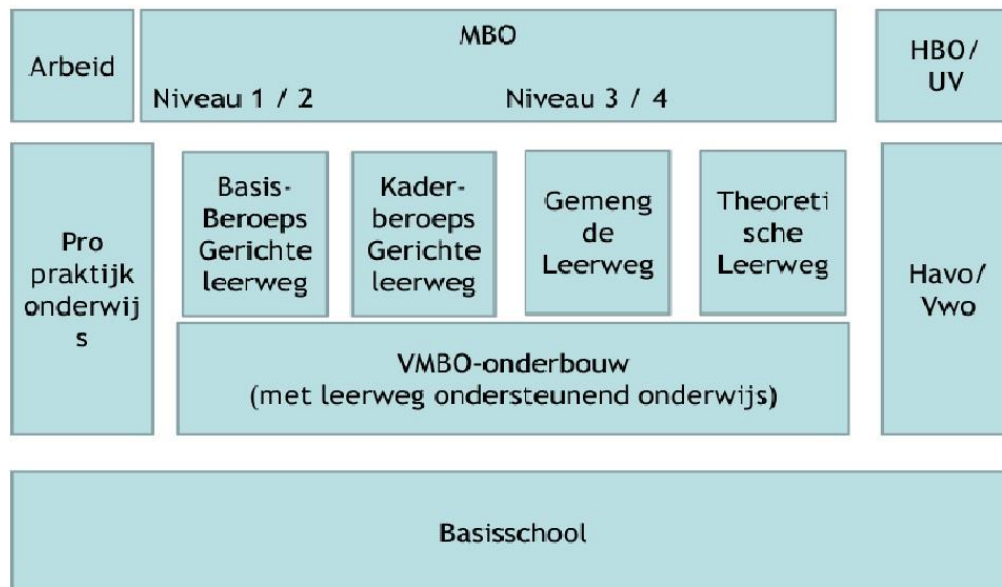 Arbeid
MBO
Niveau 1 / 2
Niveau 3 / 4
HBO/
UV
Pro
praktijk
onderwij
s
Basis-
Beroeps
Gerichte
leerweg
Kader-
beroeps
Gerichte
leerweg
Gemeng
de
Leerweg
Theoreti
sche
Leerweg
Havo/
Vwo
VMBO-onderbouw
(met leerweg ondersteunend onderwijs)
Basisschool